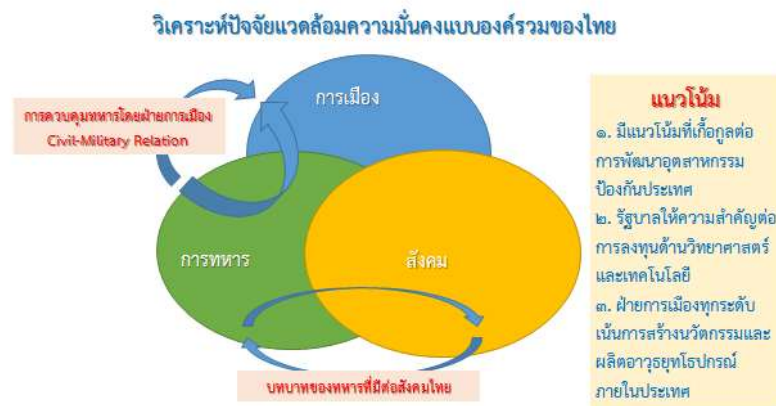 วิเคราะห์ปัจจัยแวดล้อมความมั่นคงแบบองค์รวมของไทย
การเมือง
การควบคุมทหารโดยฝ่ายการเมือง
Civil-Military Relation
การทหาร
สังคม
บทบาทของทหารที่มีต่อสังคมไทย
แนวโน้ม
๑. มีแนวโน้มที่เกื้อกูลต่อ
การพัฒนาอุตสาหกรรม
ป้องกันประเทศ
๒. รัฐบาลให้ความสำคัญต่อ
การลงทุนด้านวิทยาศาสตร์
และเทคโนโลยี
๓. ฝ่ายการเมืองทุกระดับ
เน้นการสร้างนวัตกรรมและ
ผลิตอาวุธยุทโธปกรณ์
ภายในประเทศ